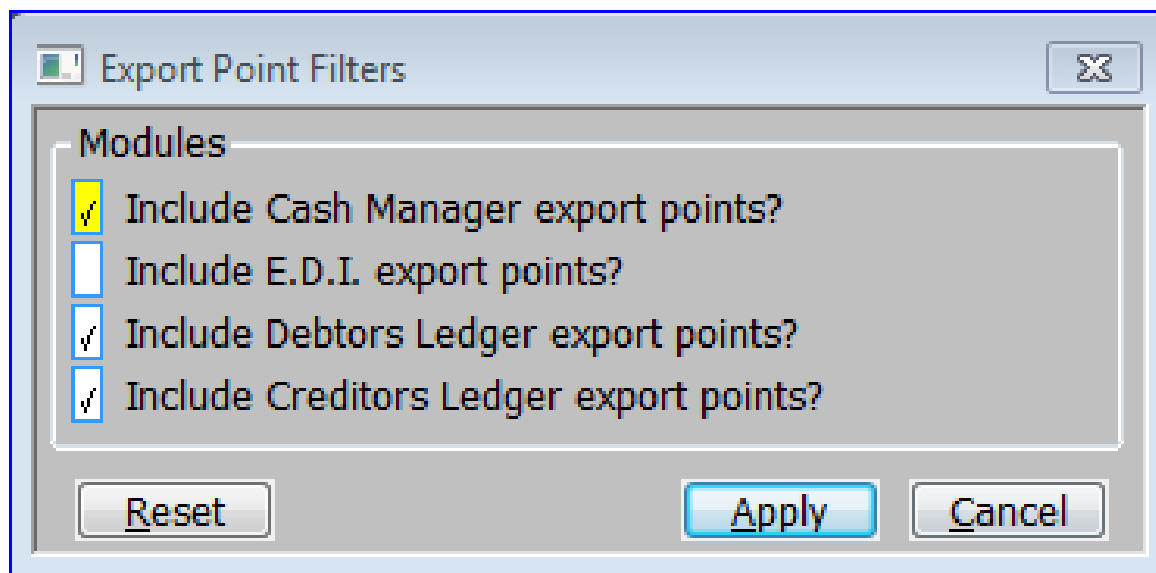 Export Point Filters
Modules
Include Cash Manager export points?
Include E.D.I. export points?
Include Debtors Ledger export points?
Include Creditors Ledger export points?
Reset Apply Cancel